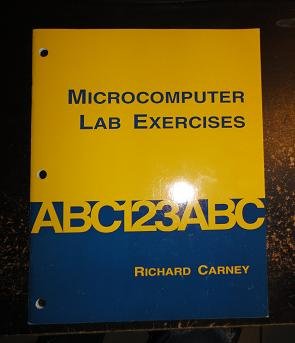 MICROCOMPUTER
LAB EXERCISES
ABC123ABC
RICHARD CARNEY